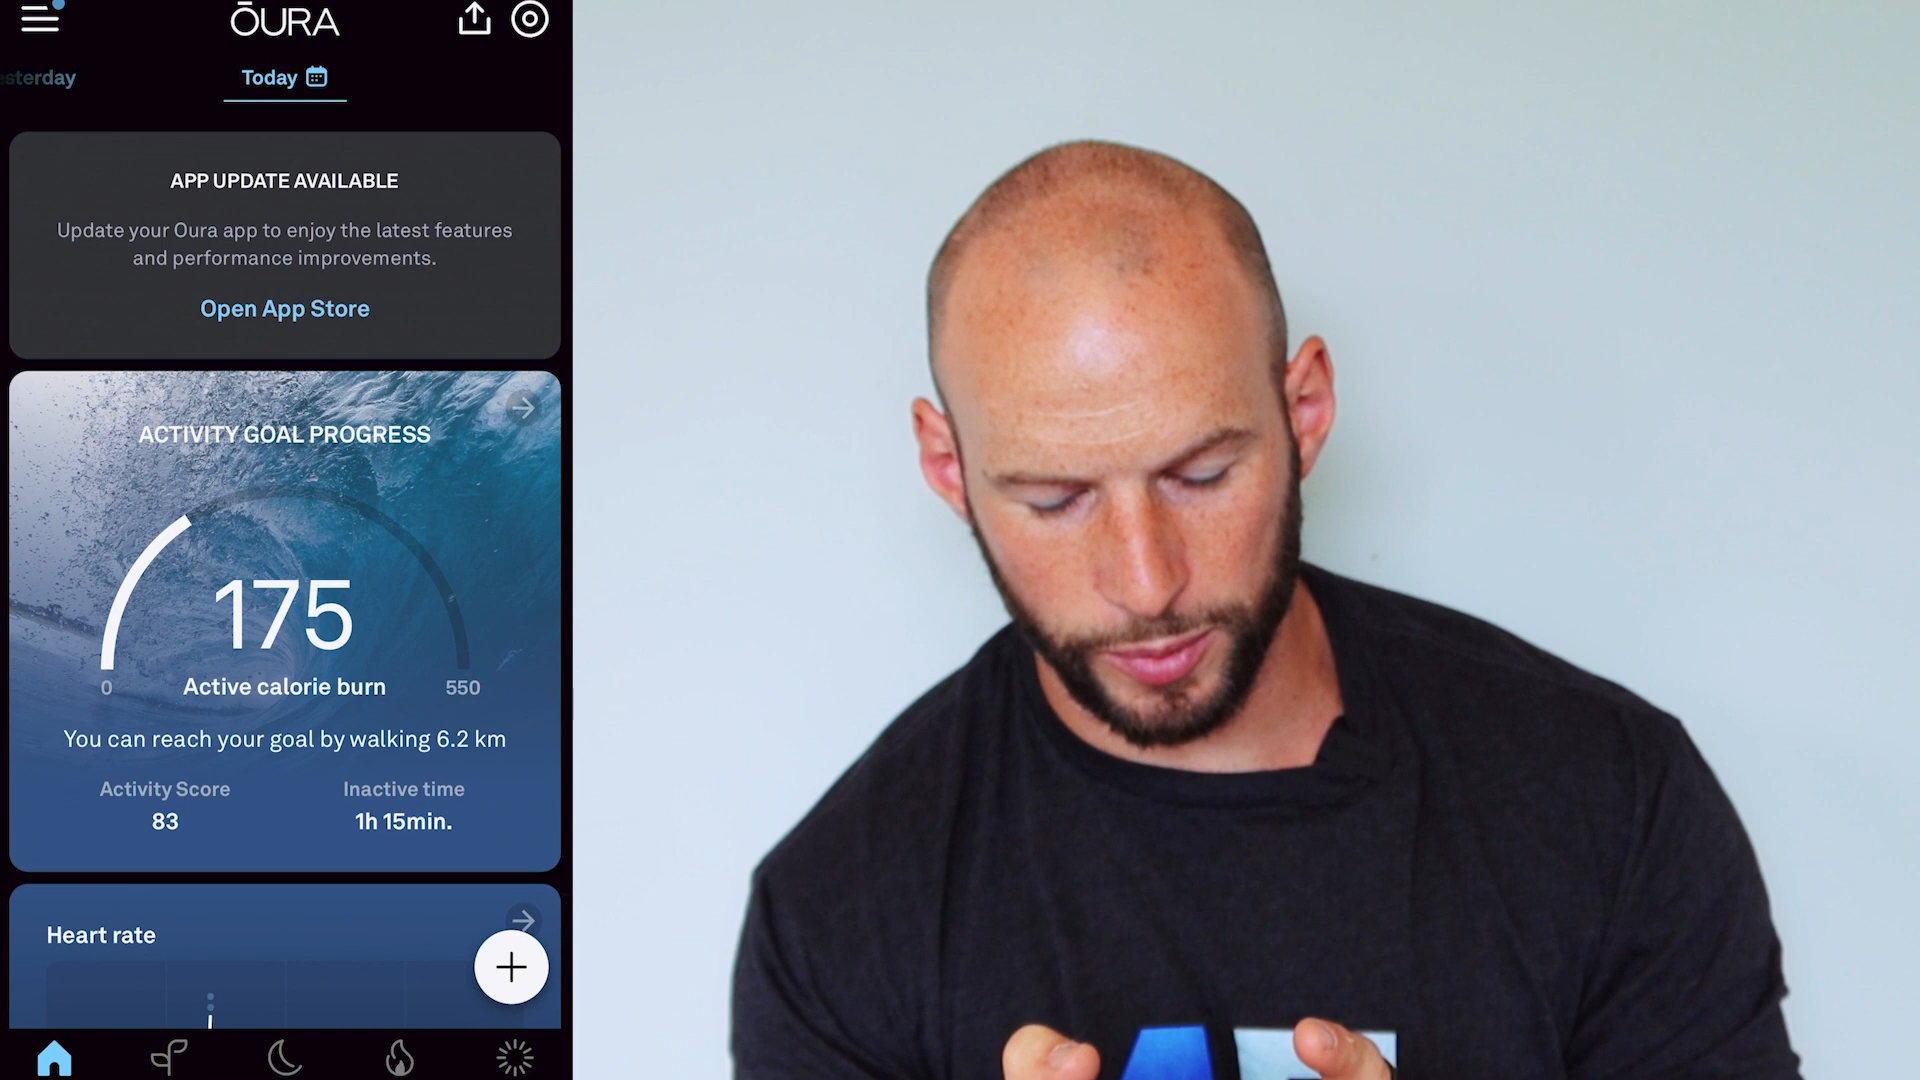 ŌURA
esterday
Today
APP UPDATE AVAILABLE
Update your Oura app to enjoy the latest features
and performance improvements.
Open App Store
ACTIVITY GOAL PROGRESS
175
0
Active calorie burn
550
You can reach your goal by walking 6.2 km
Activity Score
Inactive time
83
1h 15min.
Heart rate